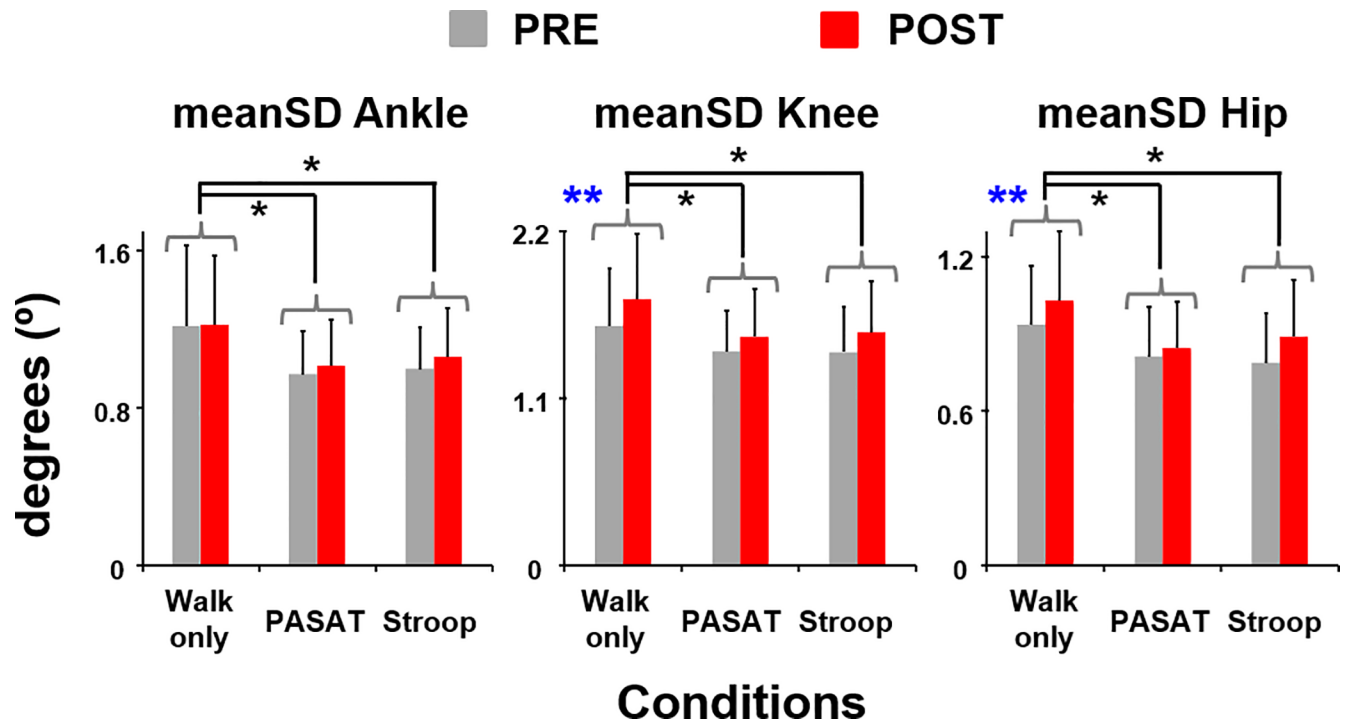 PRE POST
meanSD Ankle meanSD Knee meanSD Hip
* * *
** * ** *
*
1.6 2.2 1.2
0.8 1.1 0.6
0 0 0
degrees (º)
Walk only PASAT Stroop Walk only PASAT Stroop Walk only PASAT Stroop
Conditions